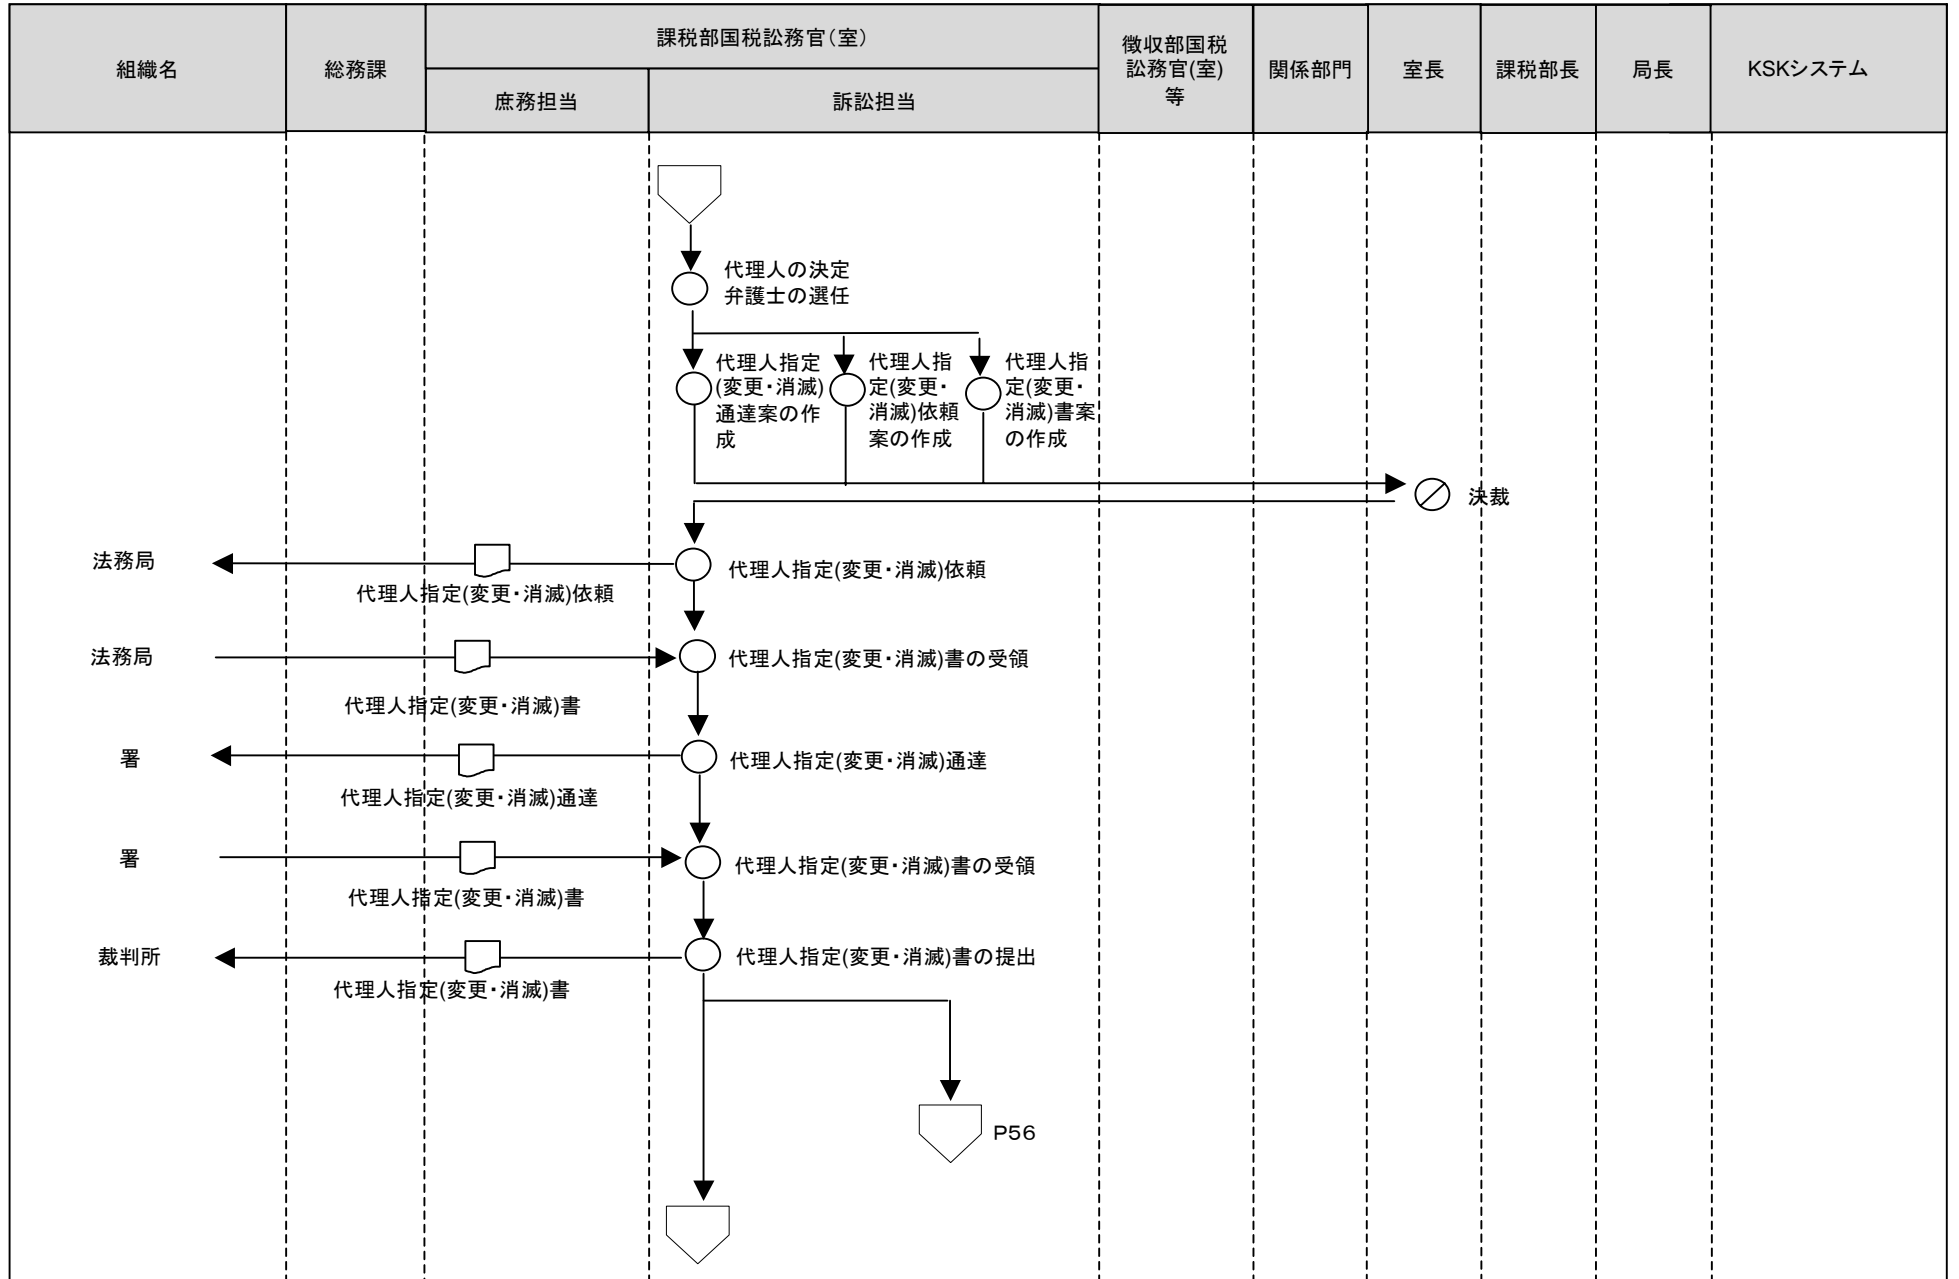 組織名
総務課
課税部国税訟務官(室)
庶務担当
訴訟担当
徴収部国税
訟務官(室)
等
関係部門
室長
課税部長
局長
KSKシステム
代理人の決定
弁護士の選任
代理人指定
(変更・消滅)
通達案の作
成
代理人指
定(変更・
消滅)依頼
案の作成
代理人指
定(変更・
消滅)書案
の作成
決裁
法務局
代理人指定(変更・消滅)依頼
代理人指定(変更・消滅)依頼
法務局
代理人指定(変更・消滅)書の受領
代理人指定(変更・消滅)書
署
代理人指定(変更・消滅)通達
代理人指定(変更・消滅)通達
署
代理人指定(変更・消滅)書の受領
代理人指定(変更・消滅)書
裁判所
代理人指定(変更・消滅)書の提出
代理人指定(変更・消滅)書
P56